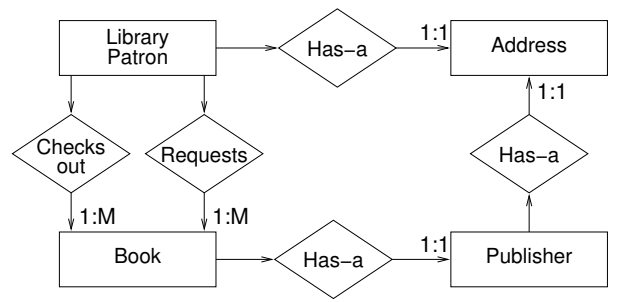 Library
Patron
Has-a
1:1
Address
1:1
Checks
out
Requests
Has-a
1:M
1:M
Book
Has-a
1:1
Publisher